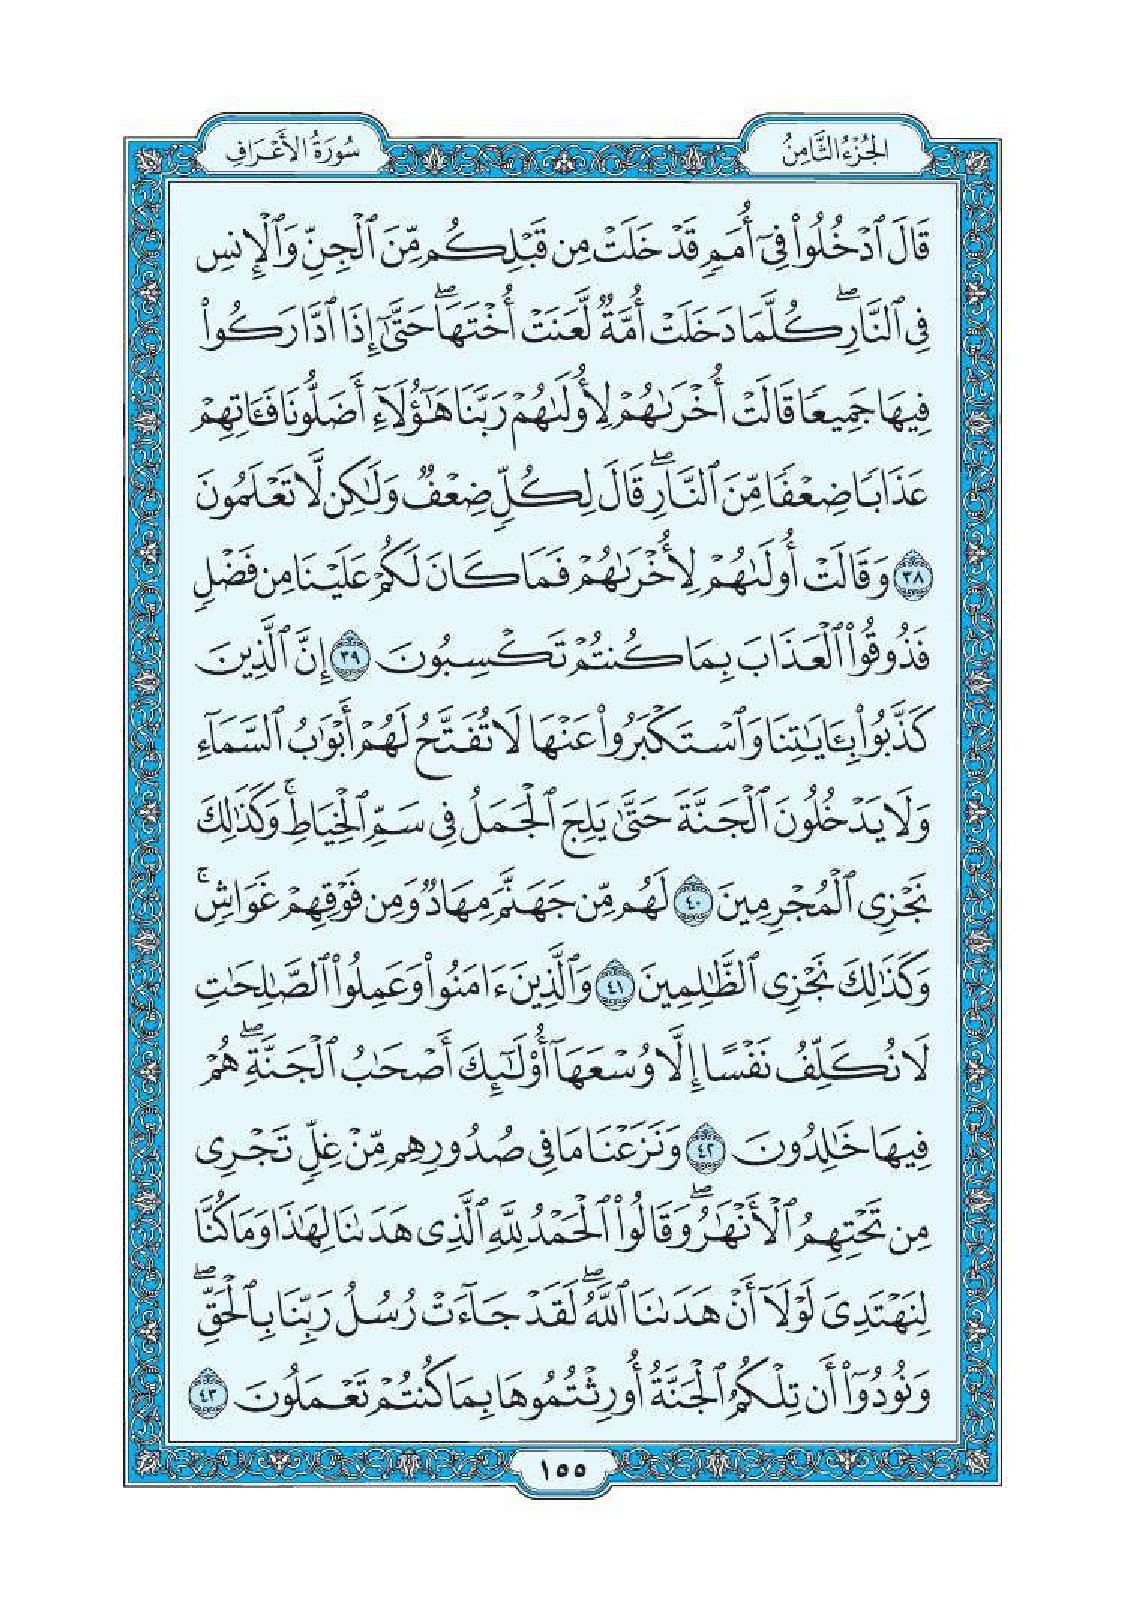 الجُزْءُ الثَّامِنُ
سُورَةُ الأَعْرَافِ
قَالَ ٱدْخُلُوا۟ فِىٓ أُمَمٍ قَدْ خَلَتْ مِن قَبْلِكُم مِّنَ ٱلْجِنِّ وَٱلْإِنسِ
فِى ٱلنَّارِ ۖ كُلَّمَا دَخَلَتْ أُمَّةٌ لَّعَنَتْ أُخْتَهَا ۖ حَتَّىٰٓ إِذَا ٱدَّارَكُوا۟
فِيهَا جَمِيعًا قَالَتْ أُخْرَىٰهُمْ لِأُولَىٰهُمْ رَبَّنَا هَـٰٓؤُلَآءِ أَضَلُّونَا فَـَٔاتِهِمْ
عَذَابًا ضِعْفًا مِّنَ ٱلنَّارِ ۖ قَالَ لِكُلٍّ ضِعْفٌ وَلَـٰكِن لَّا تَعْلَمُونَ
٣٨ وَقَالَتْ أُولَىٰهُمْ لِأُخْرَىٰهُمْ فَمَا كَانَ لَكُمْ عَلَيْنَا مِن فَضْلٍ
فَذُوقُوا۟ ٱلْعَذَابَ بِمَا كُنتُمْ تَكْسِبُونَ ٣٩ إِنَّ ٱلَّذِينَ
كَذَّبُوا۟ بِـَٔايَـٰتِنَا وَٱسْتَكْبَرُوا۟ عَنْهَا لَا تُفَتَّحُ لَهُمْ أَبْوَٰبُ ٱلسَّمَآءِ
وَلَا يَدْخُلُونَ ٱلْجَنَّةَ حَتَّىٰ يَلِجَ ٱلْجَمَلُ فِى سَمِّ ٱلْخِيَاطِ ۚ وَكَذَٰلِكَ
نَجْزِى ٱلْمُجْرِمِينَ ٤٠ لَهُم مِّن جَهَنَّمَ مِهَادٌ وَمِن فَوْقِهِمْ غَوَاشٍ ۚ
وَكَذَٰلِكَ نَجْزِى ٱلظَّـٰلِمِينَ ٤١ وَٱلَّذِينَ ءَامَنُوا۟ وَعَمِلُوا۟ ٱلصَّـٰلِحَـٰتِ
لَا نُكَلِّفُ نَفْسًا إِلَّا وُسْعَهَآ أُو۟لَـٰٓئِكَ أَصْحَـٰبُ ٱلْجَنَّةِ ۖ هُمْ
فِيهَا خَـٰلِدُونَ ٤٢ وَنَزَعْنَا مَا فِى صُدُورِهِم مِّنْ غِلٍّ تَجْرِى
مِن تَحْتِهِمُ ٱلْأَنْهَـٰرُ ۖ وَقَالُوا۟ ٱلْحَمْدُ لِلَّهِ ٱلَّذِى هَدَىٰنَا لِهَـٰذَا وَمَا كُنَّا
لِنَهْتَدِىَ لَوْلَآ أَنْ هَدَىٰنَا ٱللَّهُ ۖ لَقَدْ جَآءَتْ رُسُلُ رَبِّنَا بِٱلْحَقِّ ۖ
وَنُودُوٓا۟ أَن تِلْكُمُ ٱلْجَنَّةُ أُورِثْتُمُوهَا بِمَا كُنتُمْ تَعْمَلُونَ ٤٣
١٥٥